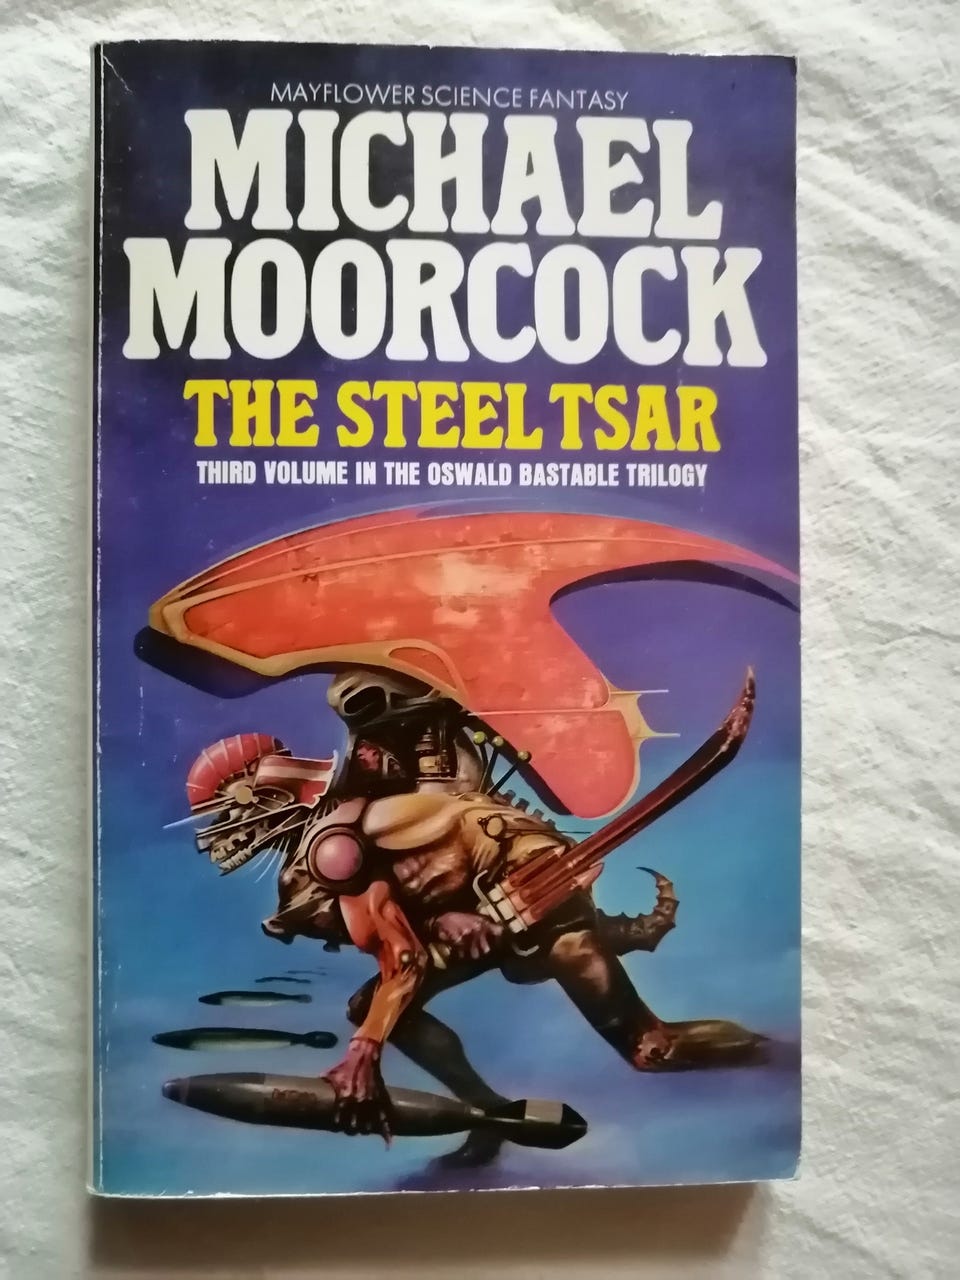 MAYFLOWER SCIENCE FANTASY
MICHAEL
MOORCOCK
THE STEEL TSAR
THIRD VOLUME IN THE OSWALD BASTABLE TRILOGY